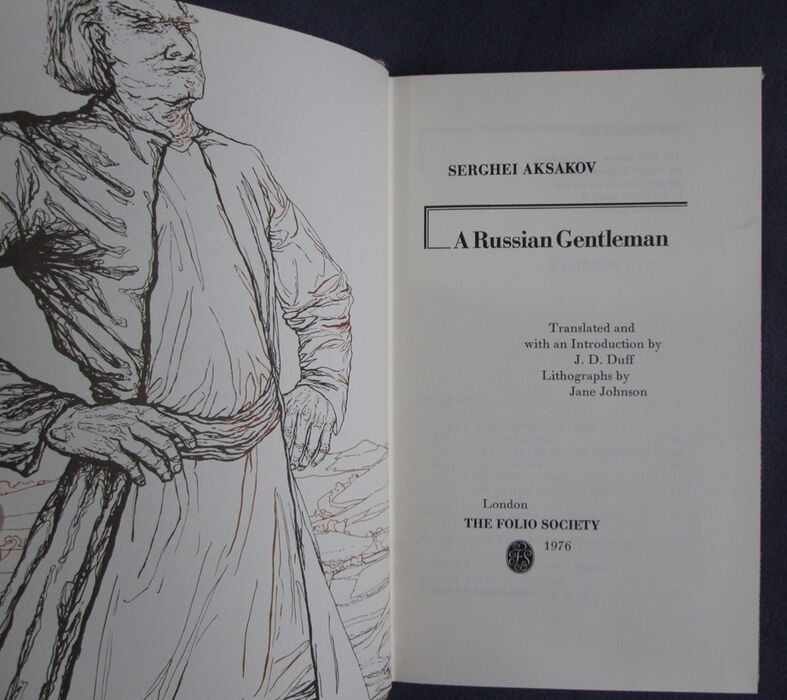 SERGHEI AKSAKOV
A Russian Gentleman
Translated and
with an Introduction by
J. D. Duff
Lithographs by
Jane Johnson
London
THE FOLIO SOCIETY
1976